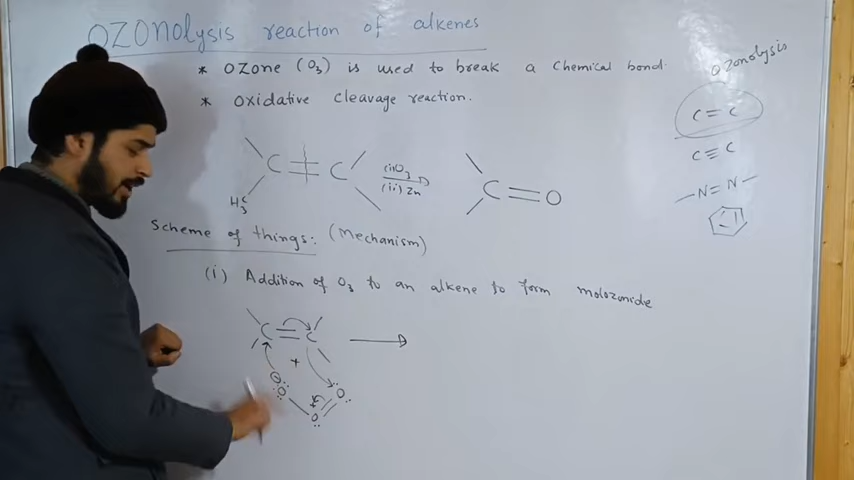 OZONolysis reaction of alkenes
* OZone (O3) is used to break a chemical bond.
* Oxidative cleavage reaction.
Ozonolysis
C = C
C ≡ C
N = N
C = C
H3C
(i) O3
(ii) Zn
C = O
Scheme of things: (Mechanism)
(i) Addition of O3 to an alkene to form molozonide
C = C
+
O O O